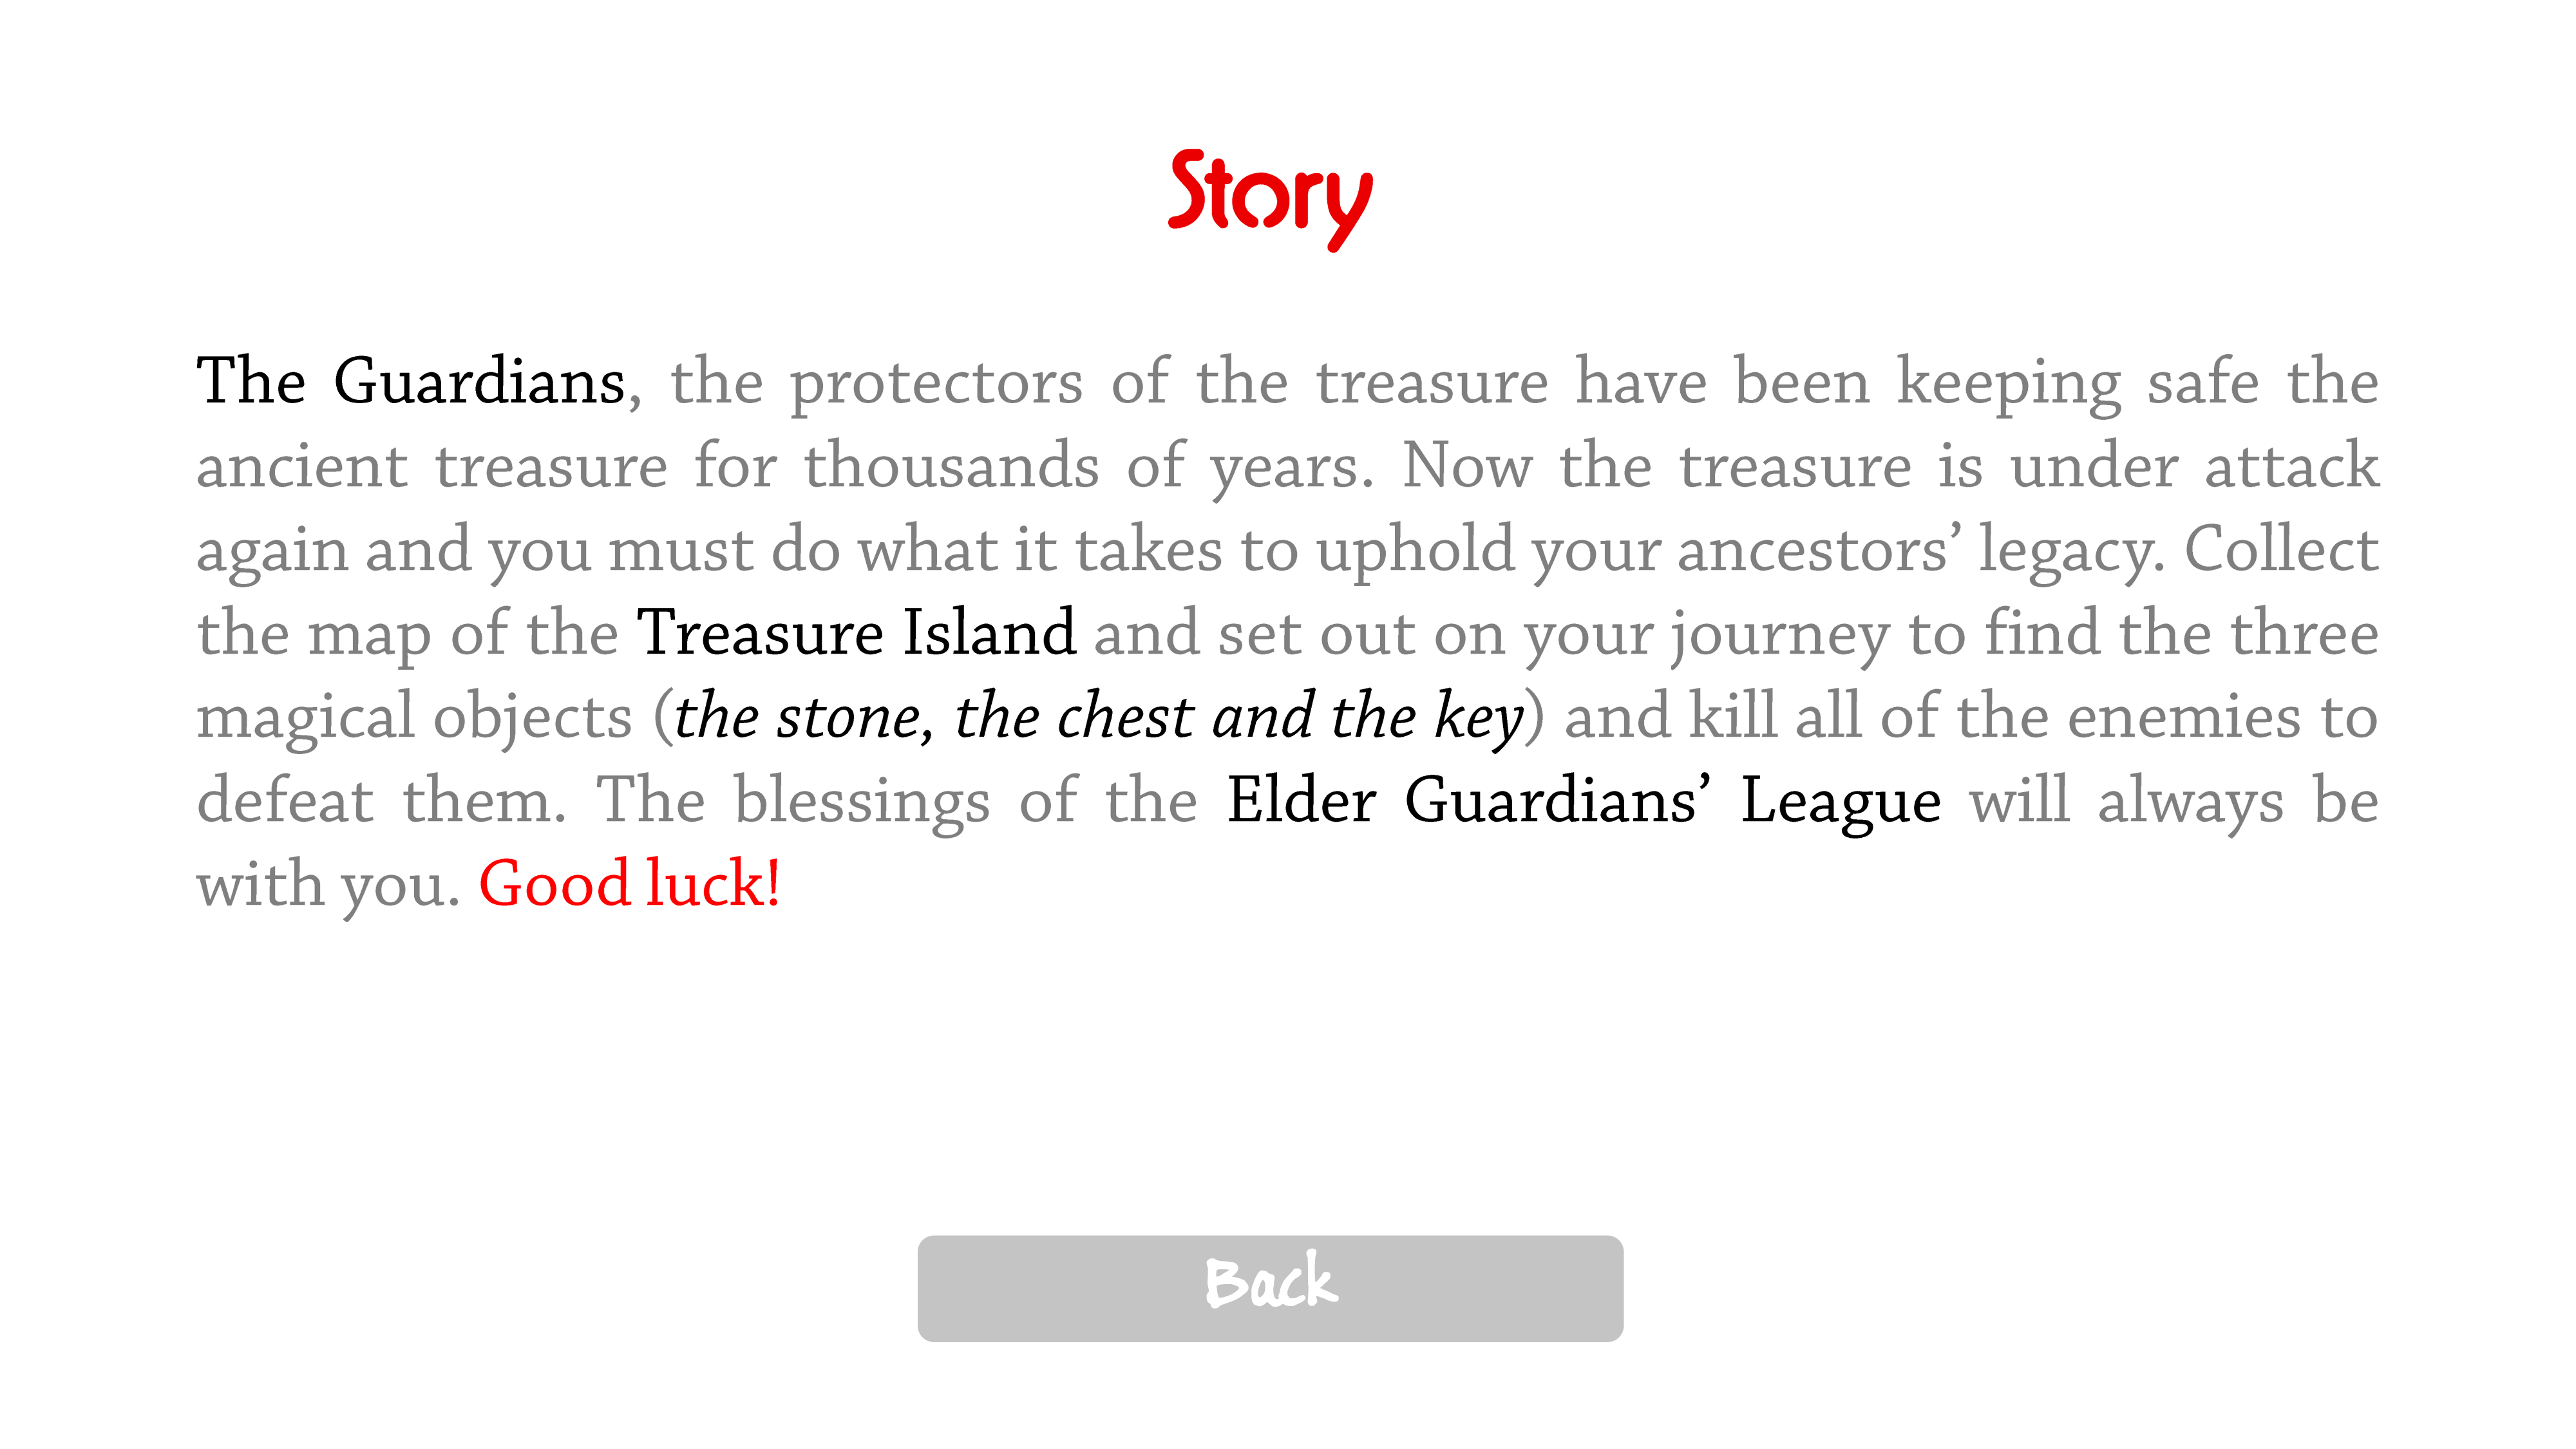 Story
The Guardians, the protectors of the treasure have been keeping safe the
ancient treasure for thousands of years. Now the treasure is under attack
again and you must do what it takes to uphold your ancestors’ legacy. Collect
the map of the Treasure Island and set out on your journey to find the three
magical objects (the stone, the chest and the key) and kill all of the enemies to
defeat them. The blessings of the Elder Guardians’ League will always be
with you. Good luck!
Back